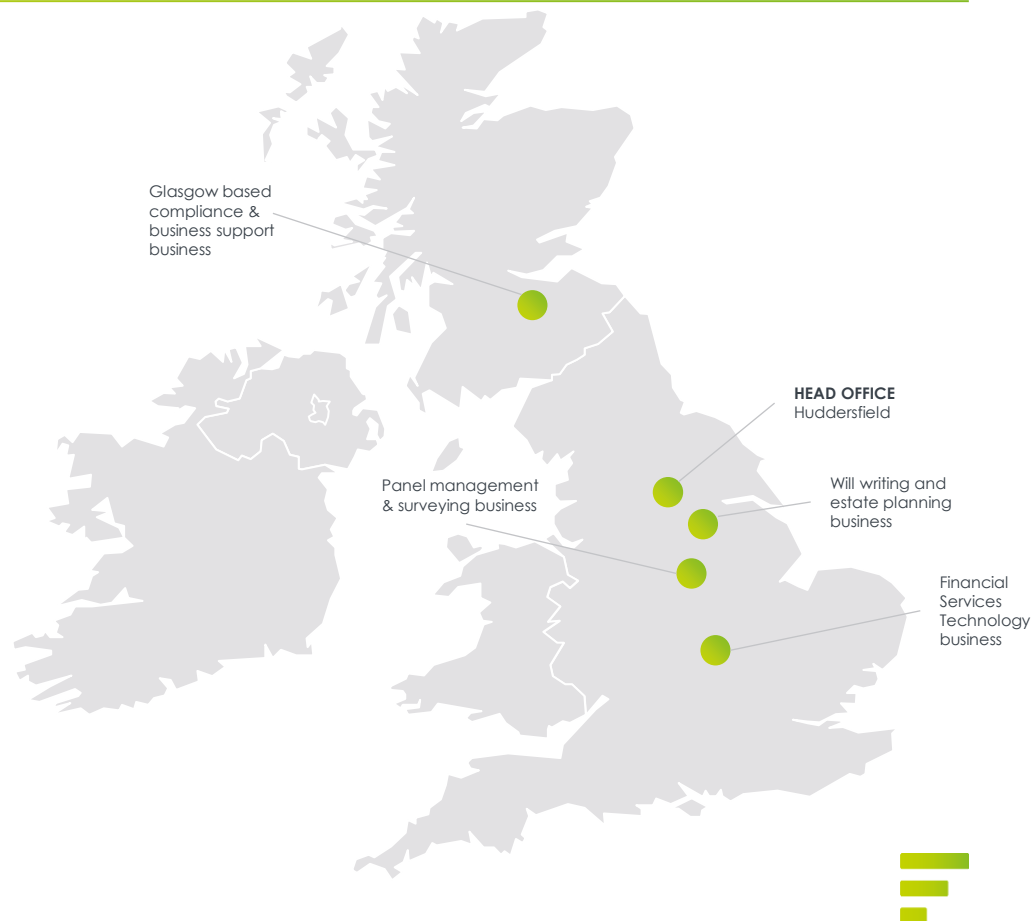 Glasgow based
compliance &
business support
business
HEAD OFFICE
Huddersfield
Panel management
& surveying business
Will writing and
estate planning
business
Financial
Services
Technology
business